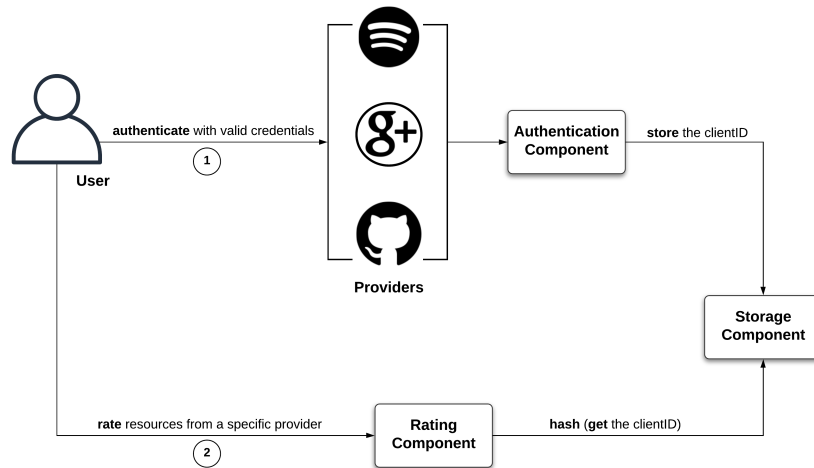 authenticate with valid credentials
1
User
g+
Providers
Authentication
Component
store the clientID
Storage
Component
rate resources from a specific provider
2
Rating
Component
hash (get the clientID)